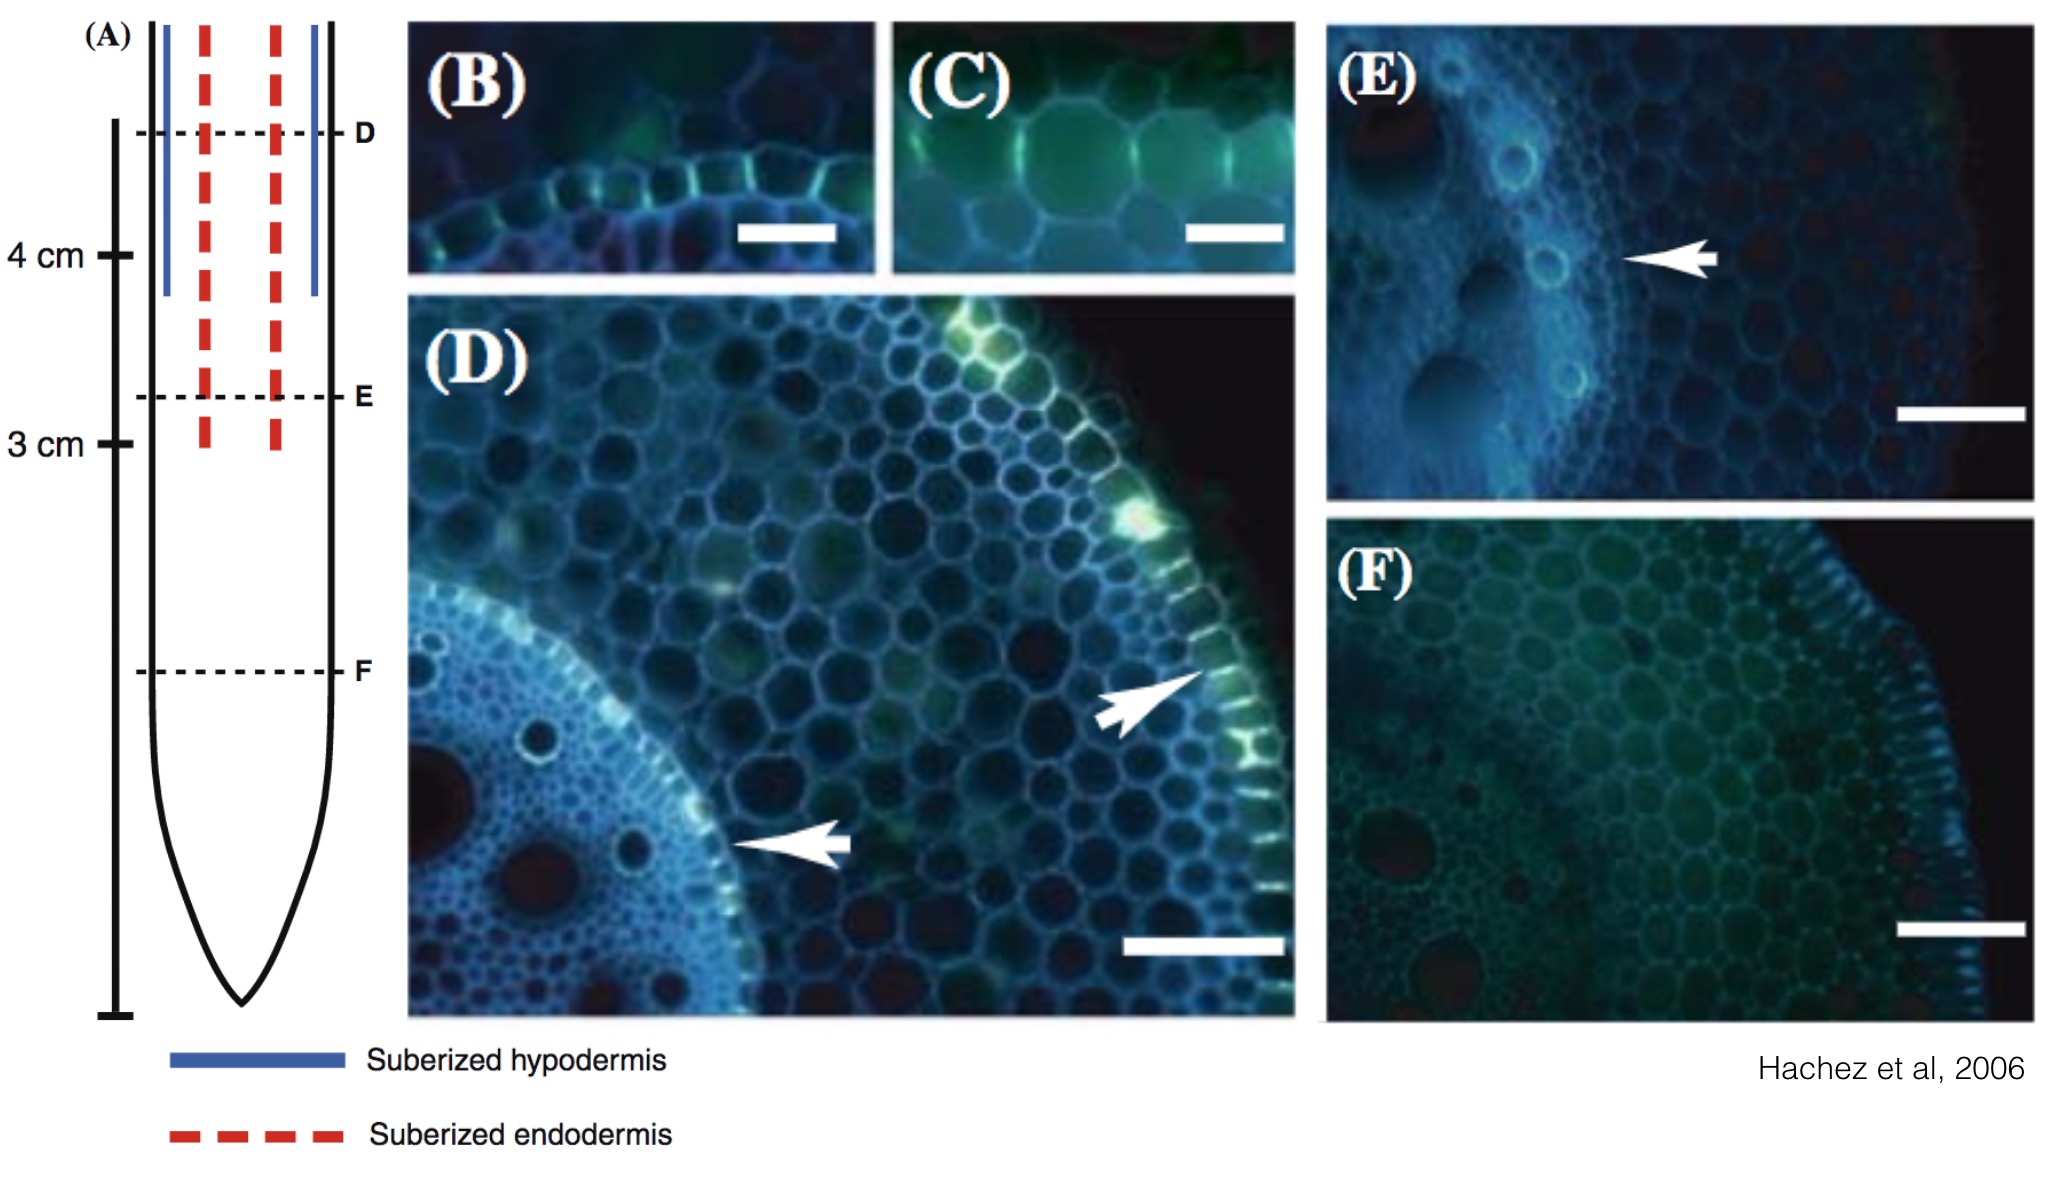 (A)
(B)
(C)
(D)
(E)
(F)
D
4 cm
E
3 cm
F
Suberized hypodermis
Suberized endodermis
Hachez et al, 2006